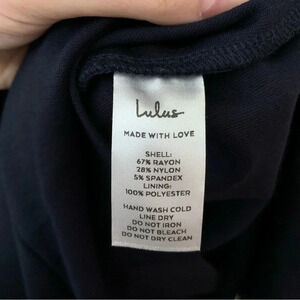 Lulus
MADE WITH LOVE
SHELL:
67% RAYON
28% NYLON
5% SPANDEX
LINING:
100% POLYESTER
HAND WASH COLD
LINE DRY
DO NOT IRON
DO NOT BLEACH
DO NOT DRY CLEAN